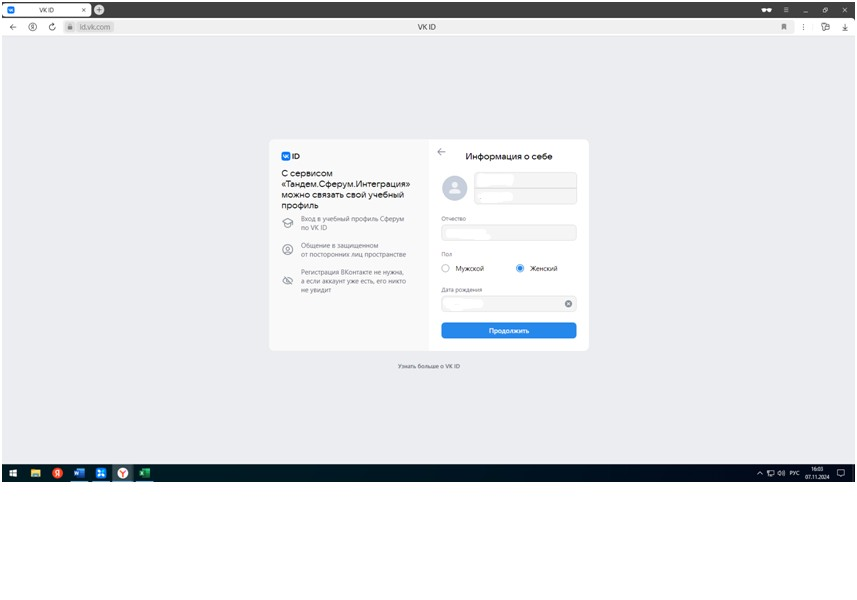 VK ID
id.vk.com
VK ID
ID
С сервисом
«Тандем.Сферум.Интеграция»
можно связать свой учебный
профиль
Вход в учебный профиль Сферум
по VK ID
Общение в защищенном
от посторонних лиц пространстве
Регистрация ВКонтакте не нужна,
а если аккаунт уже есть, его никто
не увидит
Информация о себе
Отчество
Пол
Мужской
Женский
Дата рождения
Продолжить
Узнать больше о VK ID
РУС
16:03
07.11.2024